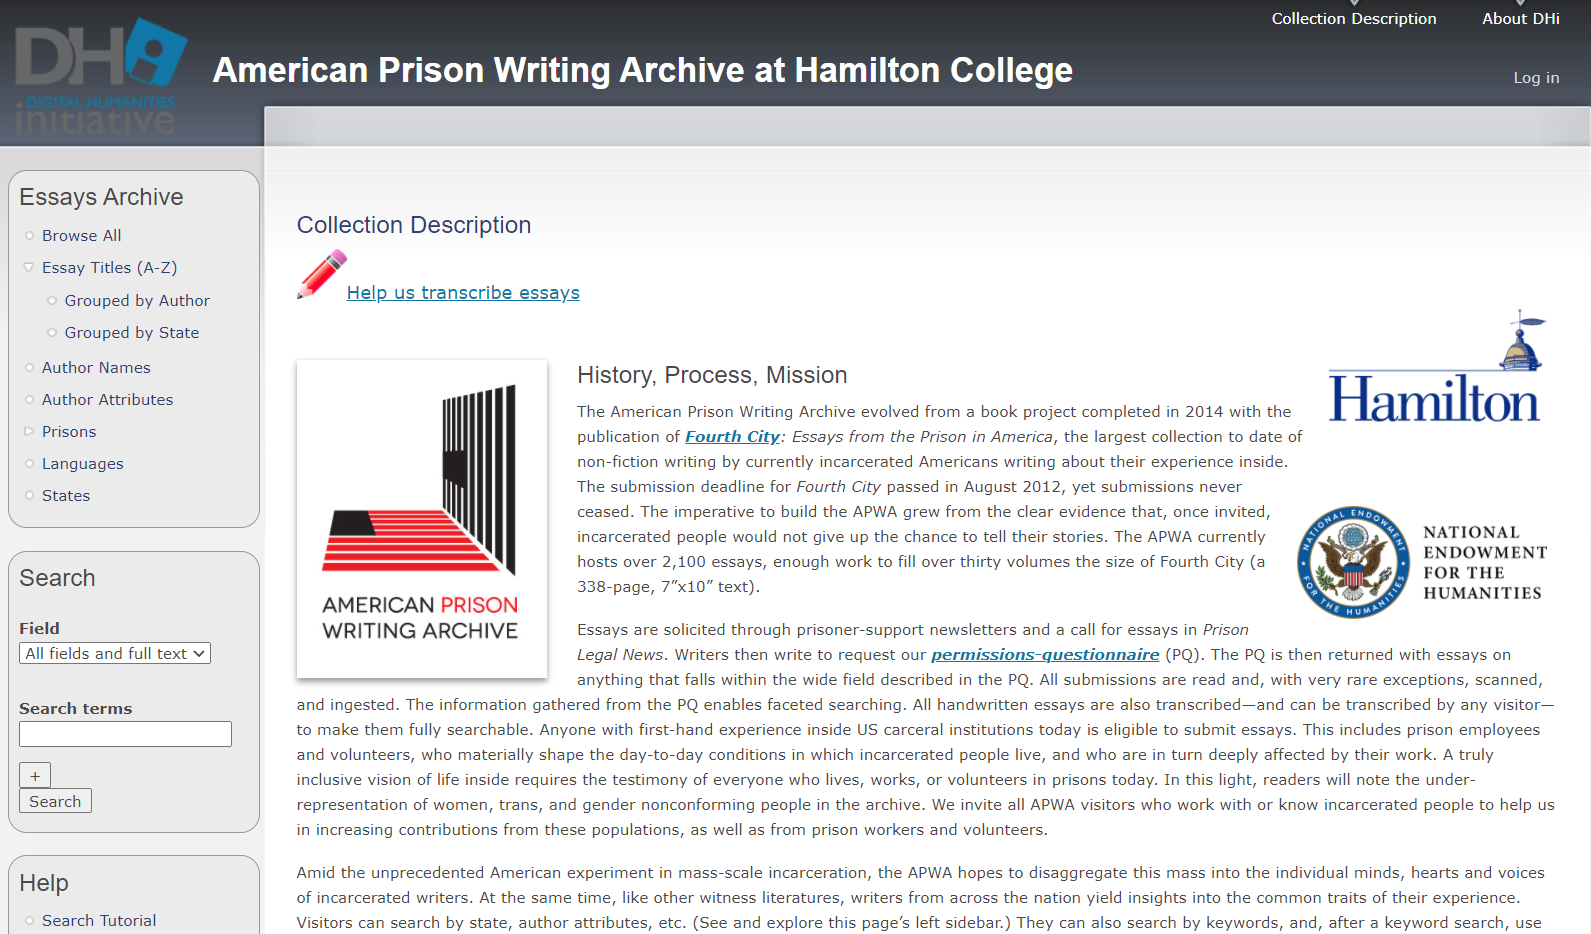 Collection Description
About DHi
DHi
DIGITAL HUMANITIES
initiative
American Prison Writing Archive at Hamilton College
Log in
Essays Archive
Browse All
Essay Titles (A-Z)
Grouped by Author
Grouped by State
Author Names
Author Attributes
Prisons
Languages
States
Search
Field
All fields and full text
Search terms
+
Search
Help
Search Tutorial
Collection Description
Help us transcribe essays
AMERICAN PRISON
WRITING ARCHIVE
Hamilton
NATIONAL ENDOWMENT
FOR THE HUMANITIES
NATIONAL
ENDOWMENT
FOR THE
HUMANITIES
History, Process, Mission
The American Prison Writing Archive evolved from a book project completed in 2014 with the
publication of Fourth City: Essays from the Prison in America, the largest collection to date of
non-fiction writing by currently incarcerated Americans writing about their experience inside.
The submission deadline for Fourth City passed in August 2012, yet submissions never
ceased. The imperative to build the APWA grew from the clear evidence that, once invited,
incarcerated people would not give up the chance to tell their stories. The APWA currently
hosts over 2,100 essays, enough work to fill over thirty volumes the size of Fourth City (a
338-page, 7”x10” text).
Essays are solicited through prisoner-support newsletters and a call for essays in Prison
Legal News. Writers then write to request our permissions-questionnaire (PQ). The PQ is then returned with essays on
anything that falls within the wide field described in the PQ. All submissions are read and, with very rare exceptions, scanned,
and ingested. The information gathered from the PQ enables faceted searching. All handwritten essays are also transcribed—and can be transcribed by any visitor—
to make them fully searchable. Anyone with first-hand experience inside US carceral institutions today is eligible to submit essays. This includes prison employees
and volunteers, who materially shape the day-to-day conditions in which incarcerated people live, and who are in turn deeply affected by their work. A truly
inclusive vision of life inside requires the testimony of everyone who lives, works, or volunteers in prisons today. In this light, readers will note the under-
representation of women, trans, and gender nonconforming people in the archive. We invite all APWA visitors who work with or know incarcerated people to help us
in increasing contributions from these populations, as well as from prison workers and volunteers.
Amid the unprecedented American experiment in mass-scale incarceration, the APWA hopes to disaggregate this mass into the individual minds, hearts and voices
of incarcerated writers. At the same time, like other witness literatures, writers from across the nation yield insights into the common traits of their experience.
Visitors can search by state, author attributes, etc. (See and explore this page’s left sidebar.) They can also search by keywords, and, after a keyword search, use